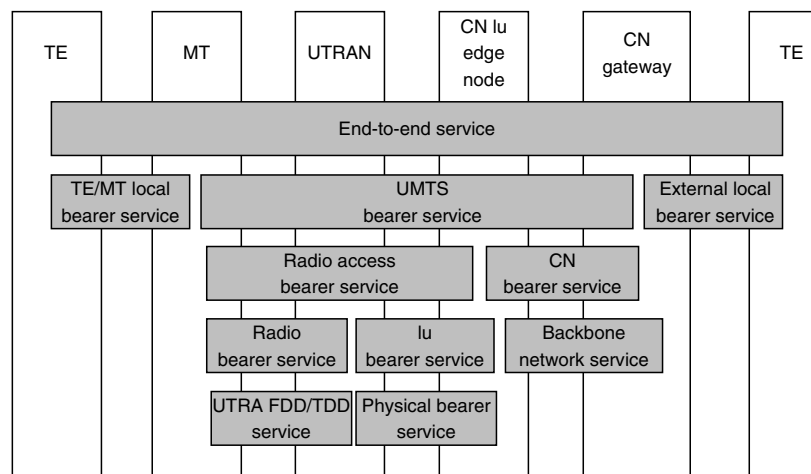 TE
MT
UTRAN
CN lu
edge
node
CN
gateway
TE
End-to-end service
TE/MT local
bearer service
UMTS
bearer service
External local
bearer service
Radio access
bearer service
CN
bearer service
Radio
bearer service
lu
bearer service
Backbone
network service
UTRA FDD/TDD
service
Physical bearer
service